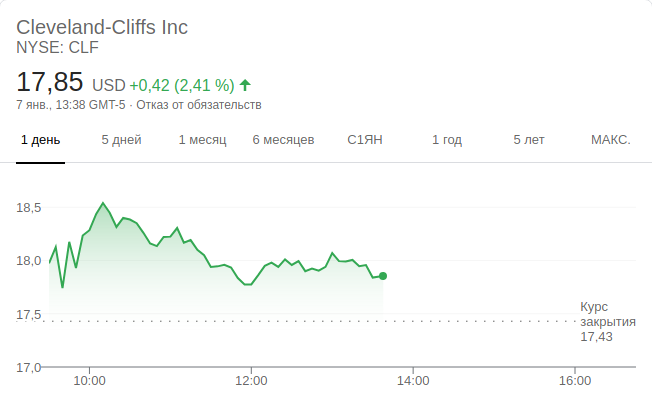 Cleveland-Cliffs Inc
NYSE: CLF
17,85 USD +0,42 (2,41 %)
7 янв., 13:38 GMT-5 · Отказ от обязательств
1 день 5 дней 1 месяц 6 месяцев С1ЯН 1 год 5 лет МАКС.
18,5
18,0
17,5
Курс
закрытия
17,43
17,0
10:00 12:00 14:00 16:00